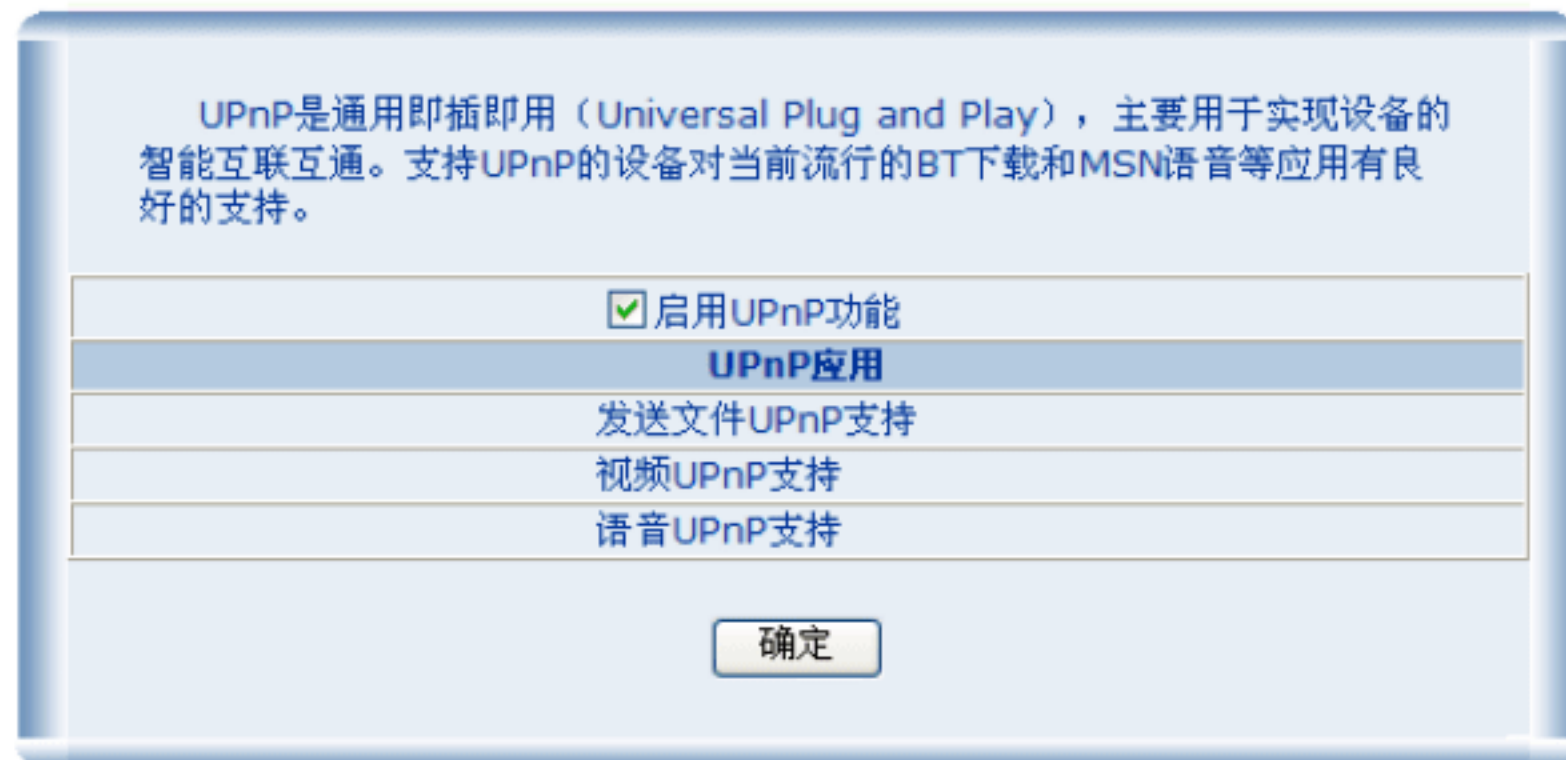 UPnP是通用即插即用（Universal Plug and Play），主要用于实现设备的
智能互联互通。支持UPnP的设备对当前流行的BT下载和MSN语音等应用有良
好的支持。
启用UPnP功能
UPnP应用
发送文件UPnP支持
视频UPnP支持
语音UPnP支持
确定